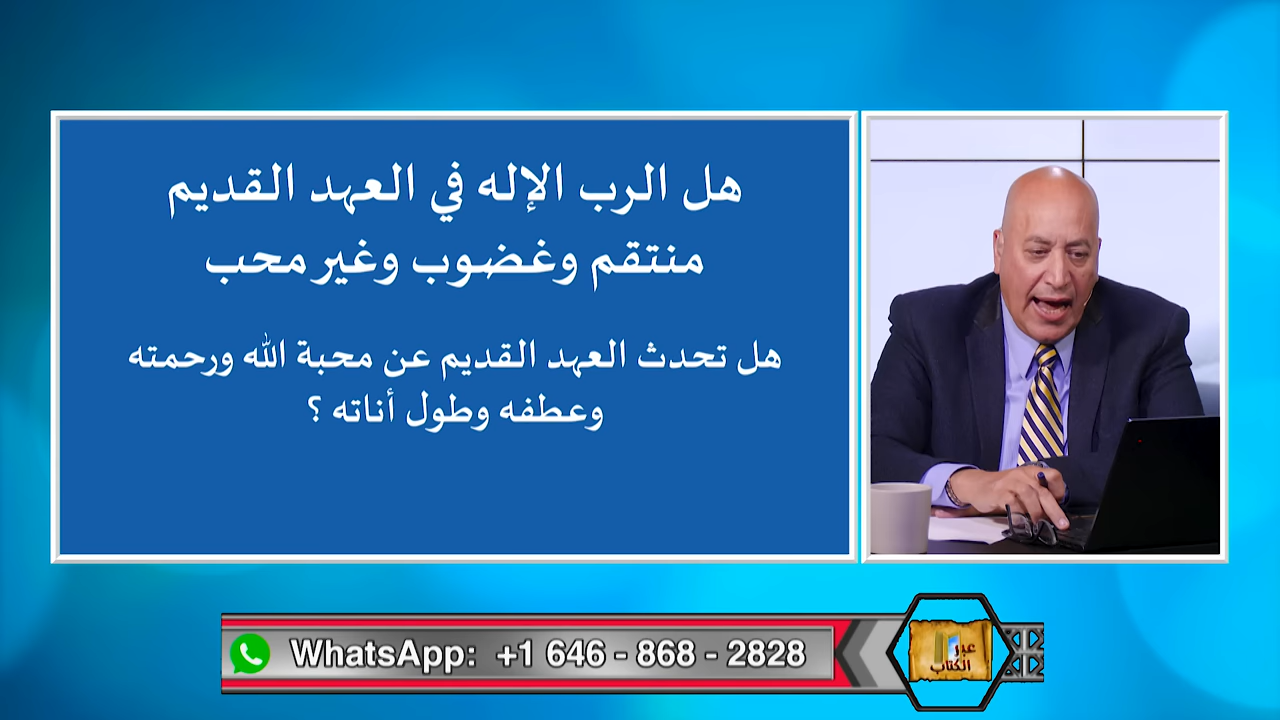 هل الرب الإله في العهد القديم
منتقم وغضوب وغير محب
هل تحدث العهد القديم عن محبة الله ورحمته
وعطفه وطول أناته ؟
WhatsApp: +1 646 - 868 - 2828
عبر
الكتاب